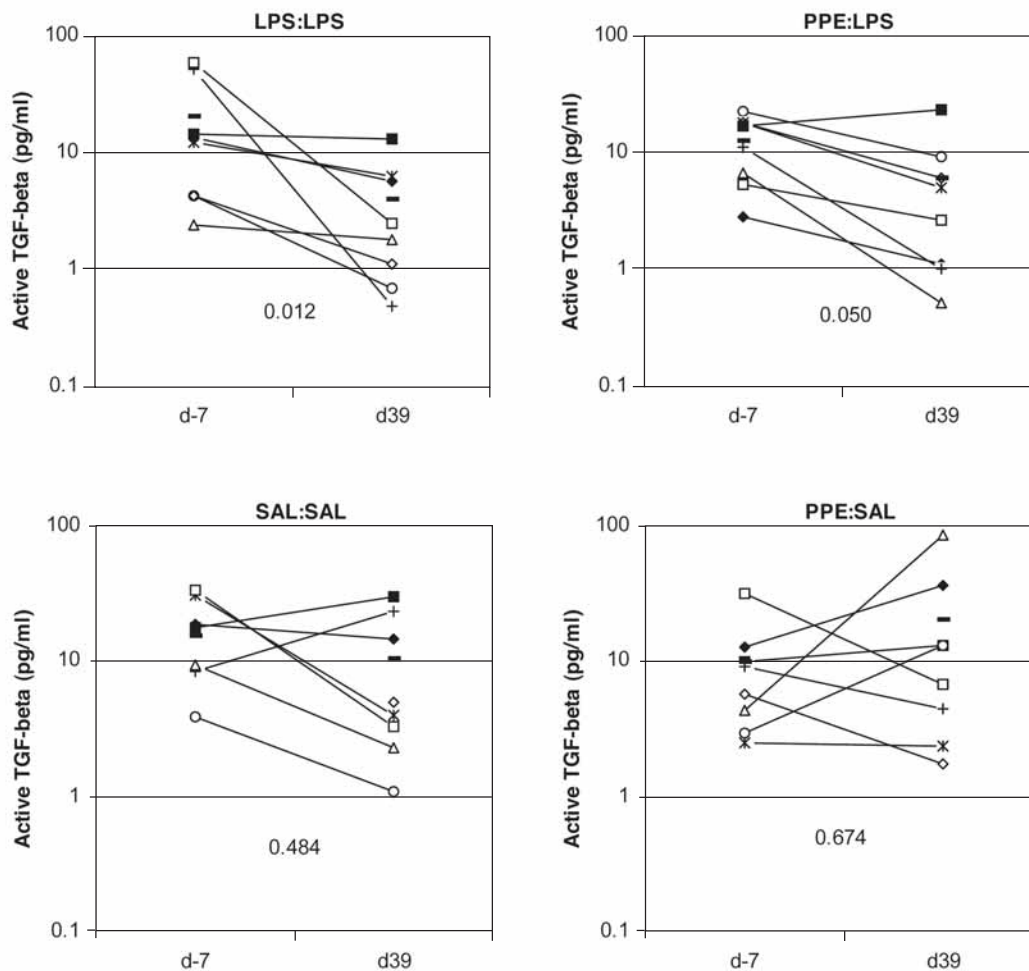 LPS:LPS
Active TGF-beta (pg/ml)
100
10
1
0.1
0.012
d-7 d39
PPE:LPS
Active TGF-beta (pg/ml)
100
10
1
0.1
0.050
d-7 d39
SAL:SAL
Active TGF-beta (pg/ml)
100
10
1
0.1
0.484
d-7 d39
PPE:SAL
Active TGF-beta (pg/ml)
100
10
1
0.1
0.674
d-7 d39